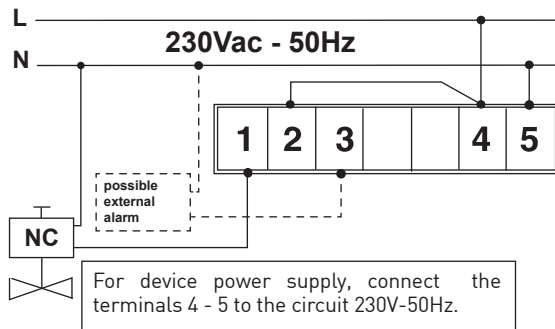 L
230Vac - 50Hz
N
1 2 3 4 5
possible
external
alarm
NC
For device power supply, connect the
terminals 4 - 5 to the circuit 230V-50Hz.